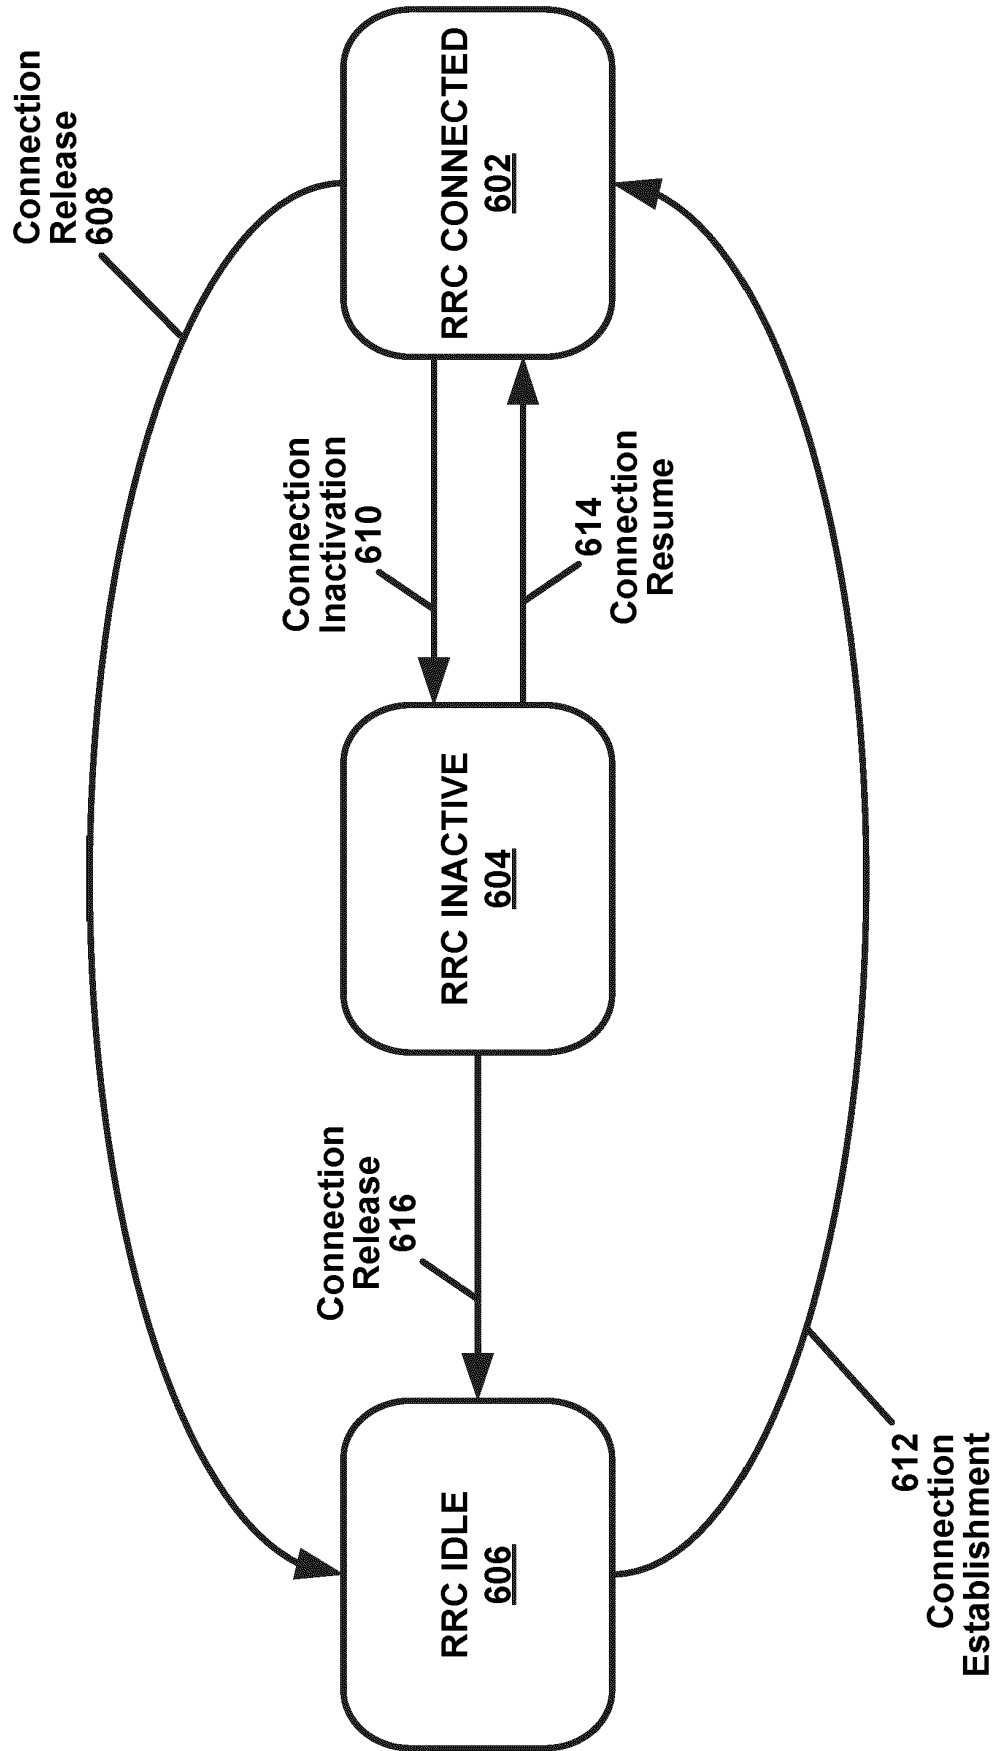 Connection
Release
608
RRC IDLE
606
Connection
Release
616
RRC INACTIVE
604
Connection
Inactivation
610
614
Connection
Resume
RRC CONNECTED
602
612
Connection
Establishment